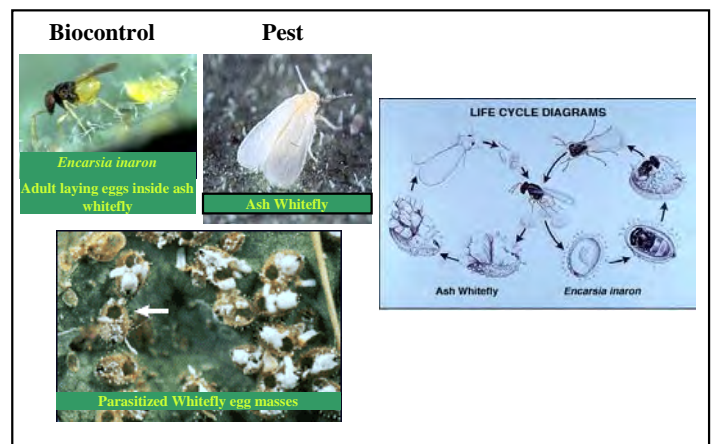 Biocontrol
Pest
Encarsia inaron
Adult laying eggs inside ash
whitefly
Ash Whitefly
LIFE CYCLE DIAGRAMS
Ash Whitefly
Encarsia inaron
Parasitized Whitefly egg masses